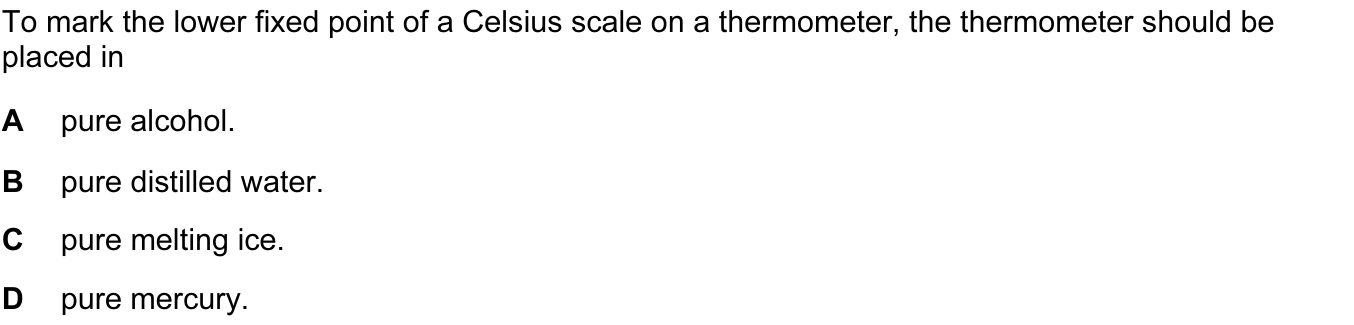 To mark the lower fixed point of a Celsius scale on a thermometer, the thermometer should be
placed in
A pure alcohol.
B pure distilled water.
C pure melting ice.
D pure mercury.